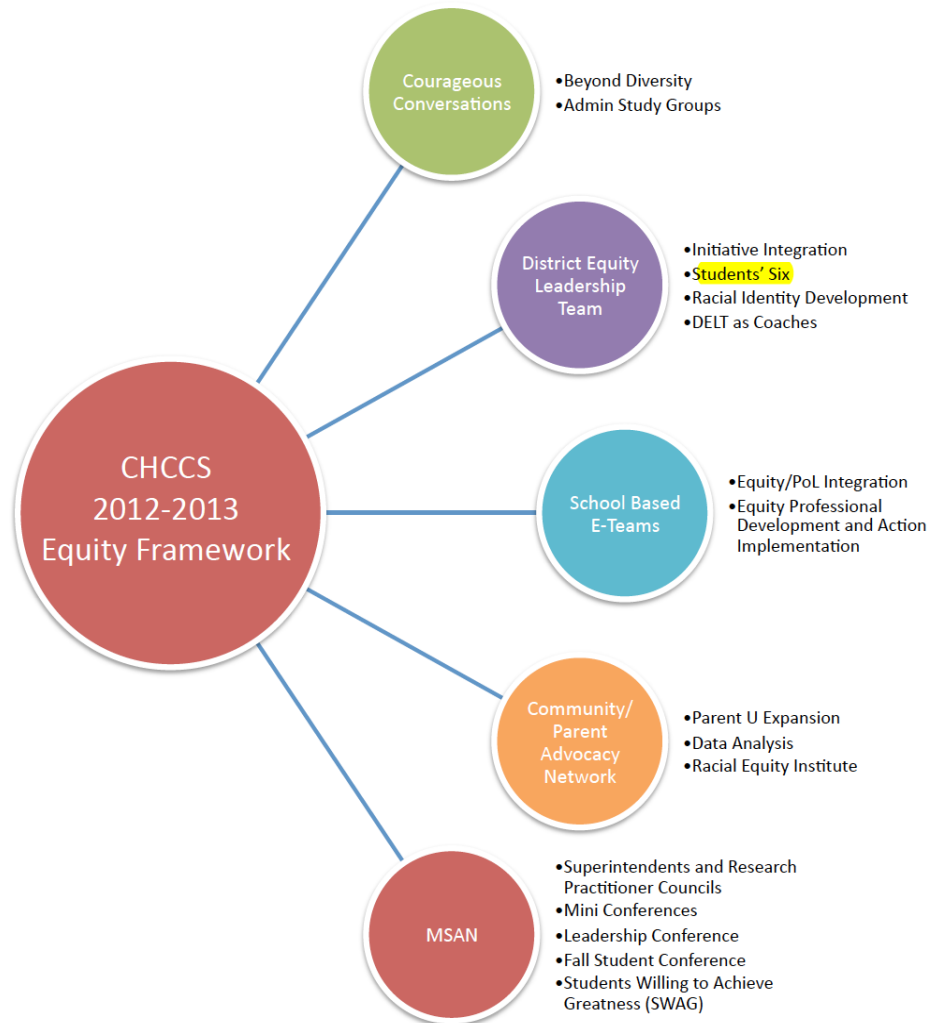 Courageous
Conversations
•Beyond Diversity
•Admin Study Groups
District Equity
Leadership
Team
•Initiative Integration
•Students’ Six
•Racial Identity Development
•DELT as Coaches
CHCCS
2012-2013
Equity Framework
School Based
E-Teams
•Equity/PoL Integration
•Equity Professional
Development and Action
Implementation
Community/
Parent
Advocacy
Network
•Parent U Expansion
•Data Analysis
•Racial Equity Institute
MSAN
•Superintendents and Research
Practitioner Councils
•Mini Conferences
•Leadership Conference
•Fall Student Conference
•Students Willing to Achieve
Greatness (SWAG)